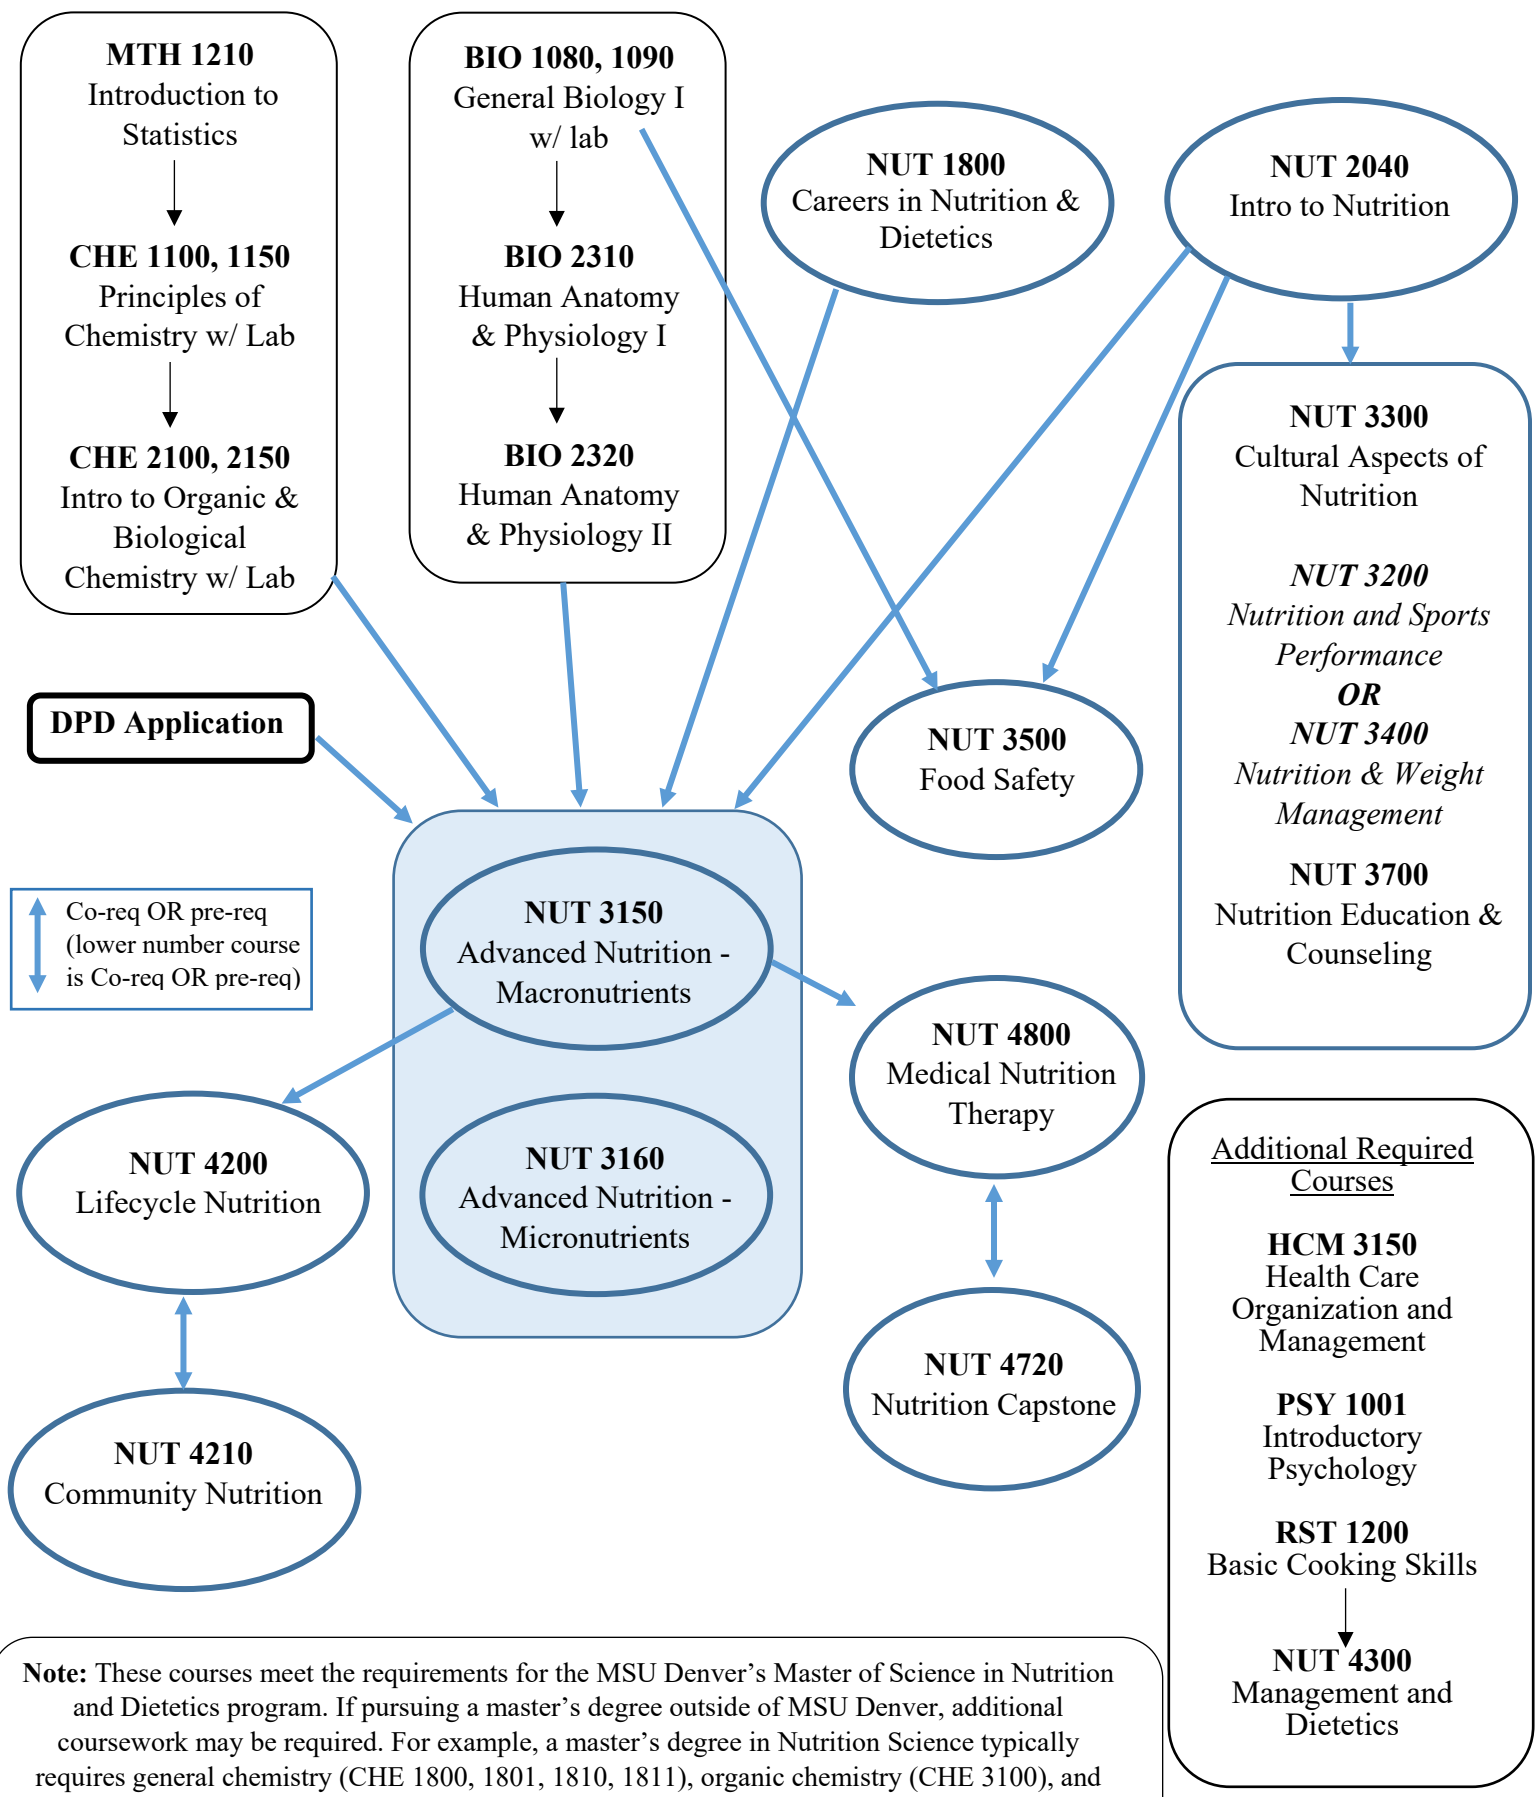 MTH 1210
Introduction to
Statistics
CHE 1100, 1150
Principles of
Chemistry w/ Lab
CHE 2100, 2150
Intro to Organic &
Biological
Chemistry w/ Lab
BIO 1080, 1090
General Biology I
w/ lab
BIO 2310
Human Anatomy
& Physiology I
BIO 2320
Human Anatomy
& Physiology II
NUT 1800
Careers in Nutrition &
Dietetics
NUT 2040
Intro to Nutrition
NUT 3300
Cultural Aspects of
Nutrition
NUT 3200
Nutrition and Sports
Performance
OR
NUT 3400
Nutrition & Weight
Management
NUT 3700
Nutrition Education &
Counseling
DPD Application
NUT 3500
Food Safety
Co-req OR pre-req
(lower number course
is Co-req OR pre-req)
NUT 3150
Advanced Nutrition -
Macronutrients
NUT 3160
Advanced Nutrition -
Micronutrients
NUT 4800
Medical Nutrition
Therapy
NUT 4200
Lifecycle Nutrition
NUT 4720
Nutrition Capstone
NUT 4210
Community Nutrition
Additional Required
Courses
HCM 3150
Health Care
Organization and
Management
PSY 1001
Introductory
Psychology
RST 1200
Basic Cooking Skills
NUT 4300
Management and
Dietetics
Note: These courses meet the requirements for the MSU Denver’s Master of Science in Nutrition
and Dietetics program. If pursuing a master’s degree outside of MSU Denver, additional
coursework may be required. For example, a master’s degree in Nutrition Science typically
requires general chemistry (CHE 1800, 1801, 1810, 1811), organic chemistry (CHE 3100), and